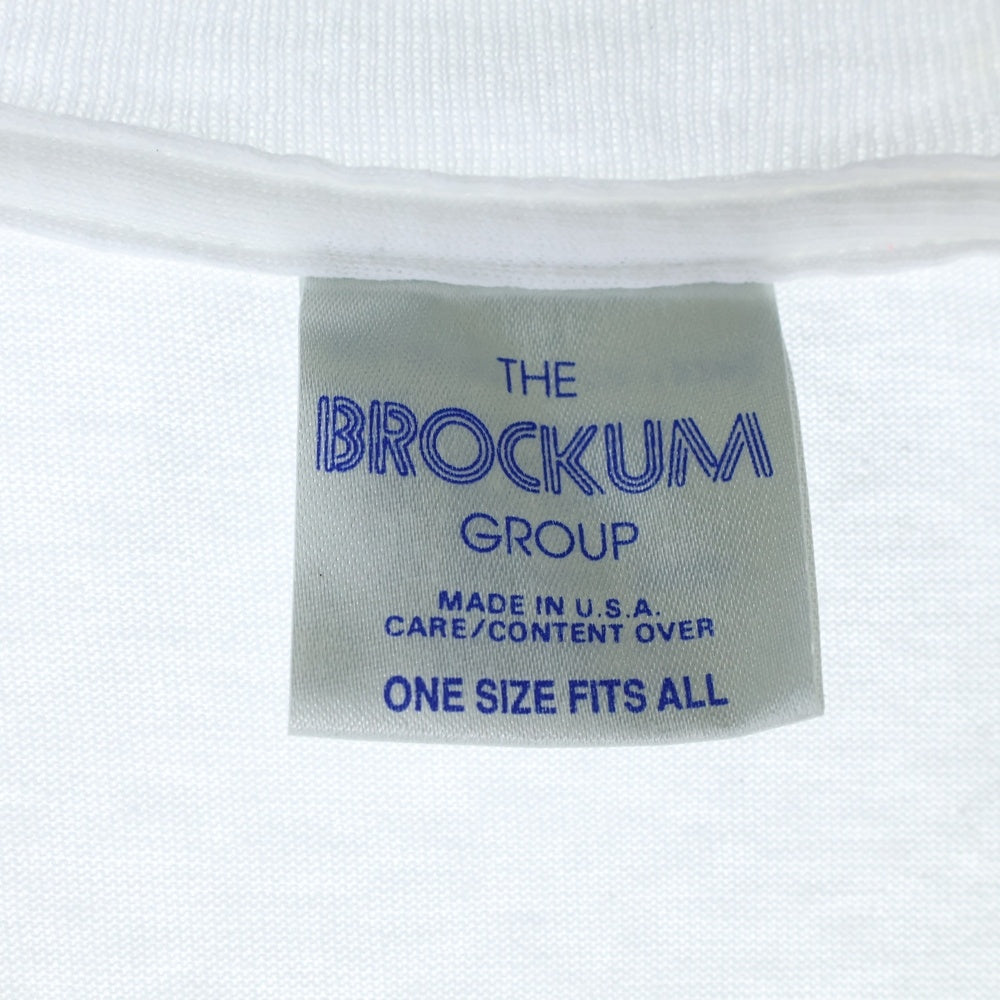 THE
BROCKUM
GROUP
MADE IN U.S.A.
CARE/CONTENT OVER
ONE SIZE FITS ALL